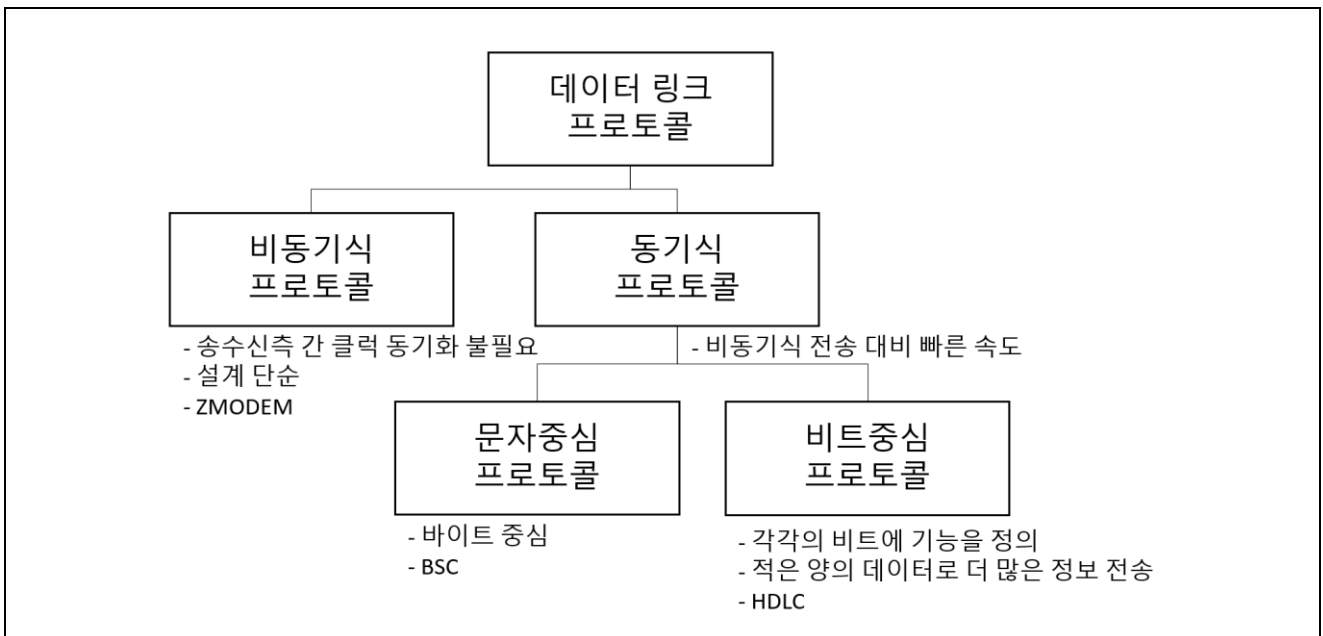 데이터 링크
프로토콜
비동기식
프로토콜
동기식
프로토콜
- 송수신측 간 클럭 동기화 불필요
- 설계 단순
- ZMODEM
- 비동기식 전송 대비 빠른 속도
문자중심
프로토콜
비트중심
프로토콜
- 바이트 중심
- BSC
- 각각의 비트에 기능을 정의
- 적은 양의 데이터로 더 많은 정보 전송
- HDLC